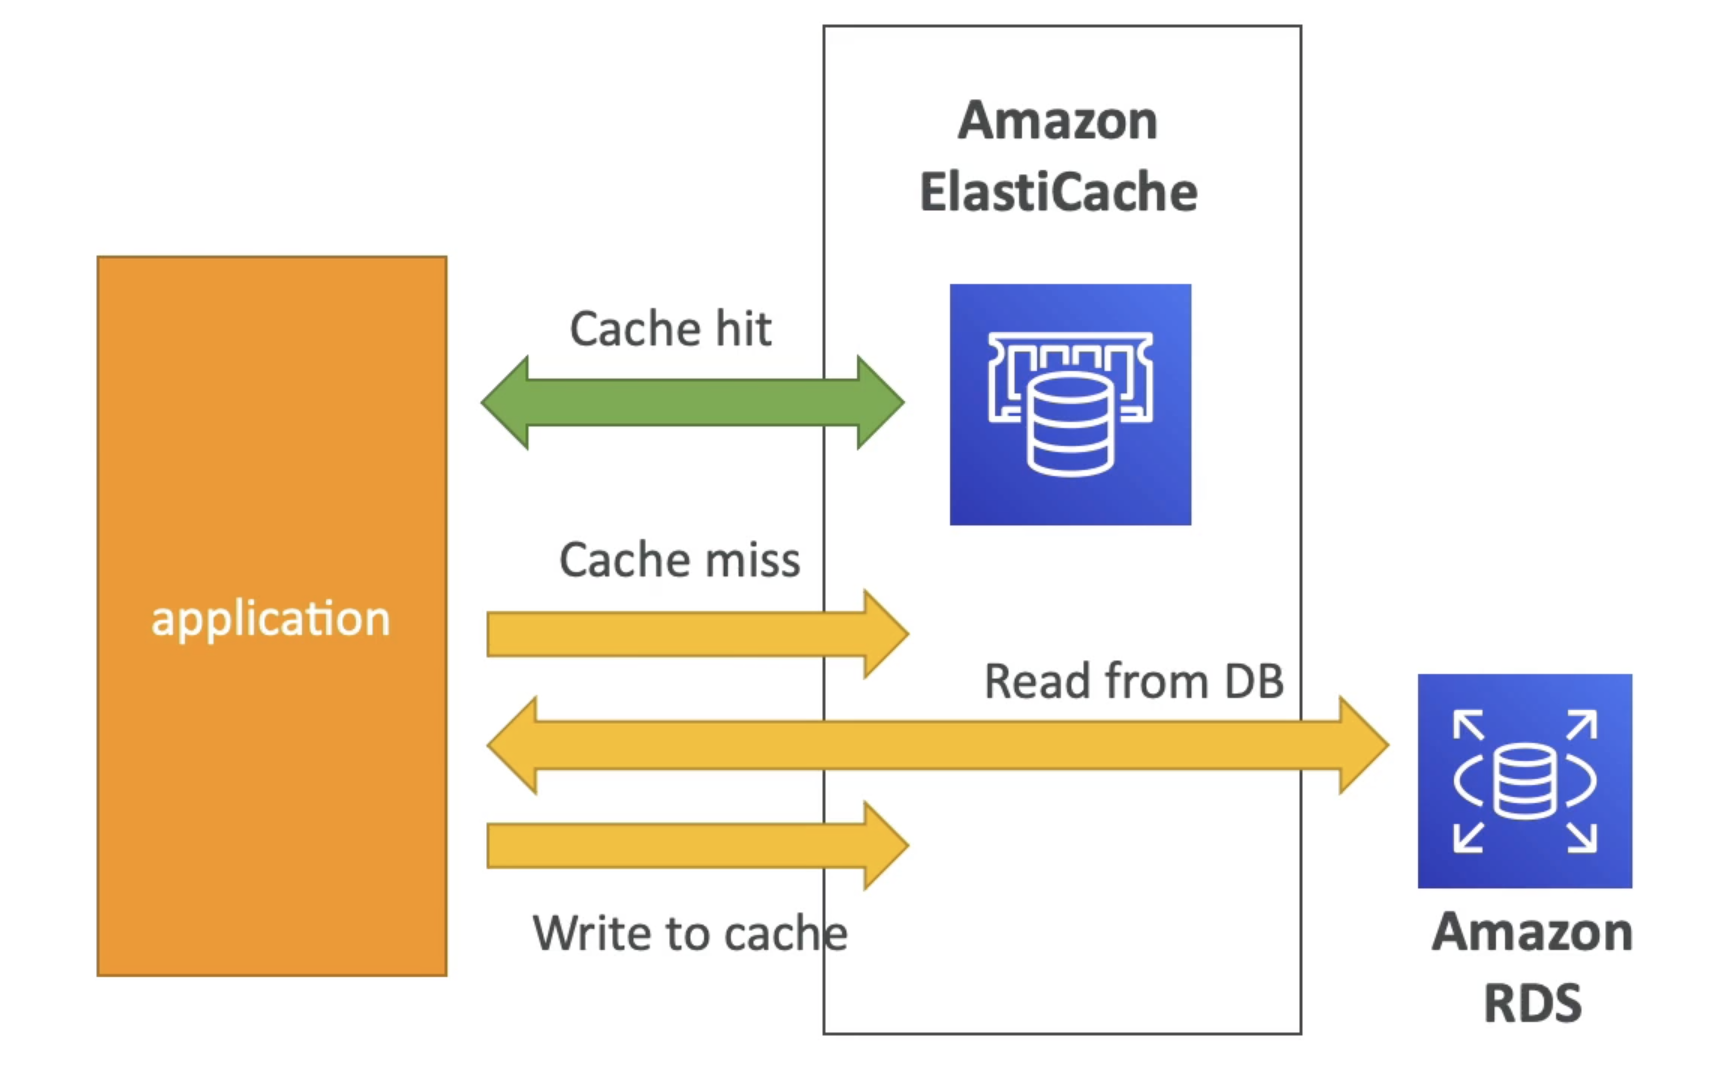 Amazon
ElastiCache
Cache hit
Cache miss
application
Read from DB
Write to cache
Amazon
RDS